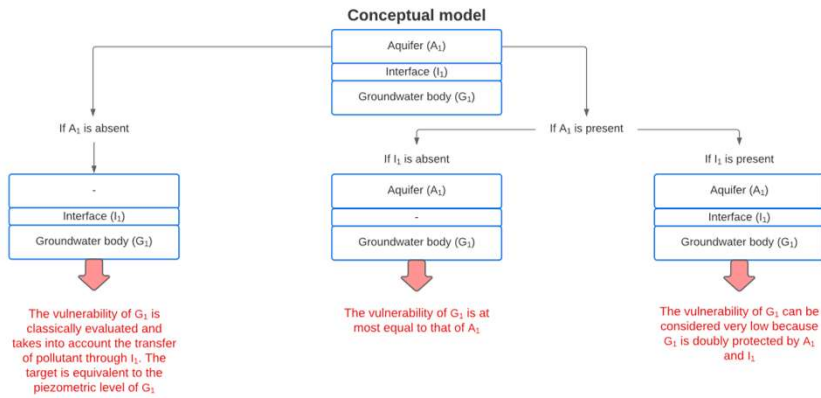 Conceptual model
Aquifer (A₁)
Interface (I₁)
Groundwater body (G₁)
If A₁ is absent
If A₁ is present
If I₁ is absent
If I₁ is present
-
Interface (I₁)
Groundwater body (G₁)
Aquifer (A₁)
-
Groundwater body (G₁)
Aquifer (A₁)
Interface (I₁)
Groundwater body (G₁)
The vulnerability of G₁ is
classically evaluated and
takes into account the transfer
of pollutant through I₁. The
target is equivalent to the
piezometric level of G₁
The vulnerability of G₁ is at
most equal to that of A₁
The vulnerability of G₁ can be
considered very low because
G₁ is doubly protected by A₁
and I₁